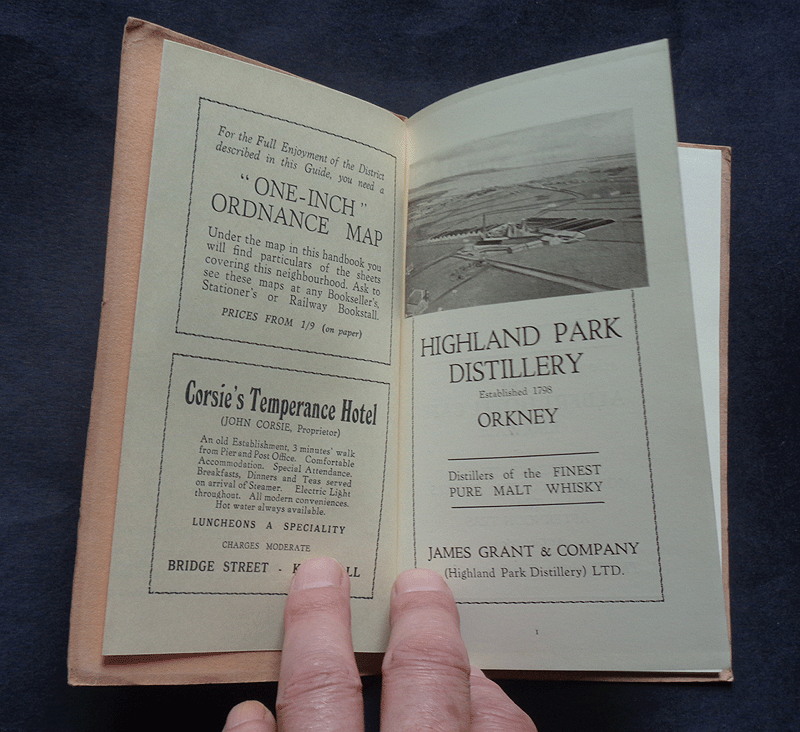 For the Full Enjoyment of the District
described in this Guide, you need a
"ONE-INCH"
ORDNANCE MAP
Under the map in this handbook you
will find particulars of the sheets
covering this neighbourhood. Ask to
see these maps at any Bookseller's,
Stationer's or Railway Bookstall.
PRICES FROM 1/9 (on paper)
Corsie's Temperance Hotel
(JOHN CORSIE, Proprietor)
An old Establishment, 3 minutes' walk
from Pier and Post Office. Comfortable
Accommodation. Special Attendance.
Breakfasts, Dinners and Teas served
on arrival of Steamer. Electric Light
throughout. All modern conveniences.
Hot water always available.
LUNCHEONS A SPECIALITY
CHARGES MODERATE
BRIDGE STREET -
HIGHLAND PARK
DISTILLERY
Established 1798
ORKNEY
Distillers of the FINEST
PURE MALT WHISKY
JAMES GRANT & COMPANY
(Highland Park Distillery) LTD.
1